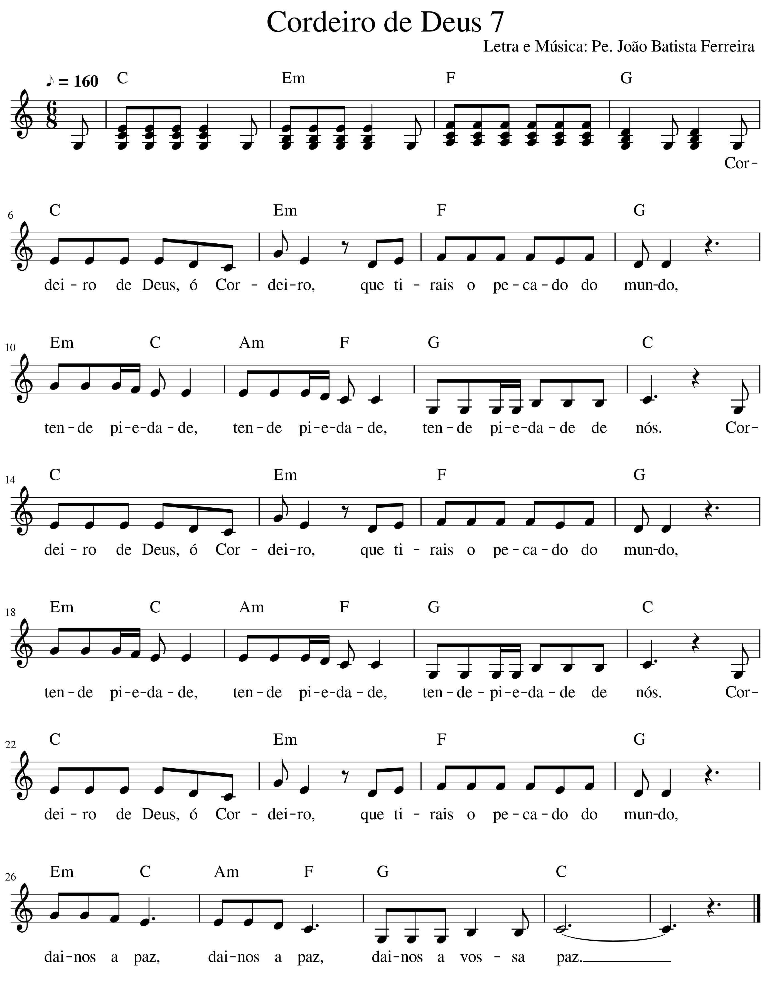 Cordeiro de Deus 7
Letra e Música: Pe. João Batista Ferreira
♪ = 160
C Em F G
6
8
Cor-
6
C Em F G
dei - ro de Deus, ó Cor - dei - ro, que ti - rais o pe - ca - do do mun - do,
10
Em C Am F G C
ten - de pi - e - da - de, ten - de pi - e - da - de, ten - de pi - e - da - de de nós. Cor -
14
C Em F G
dei - ro de Deus, ó Cor - dei - ro, que ti - rais o pe - ca - do do mun - do,
18
Em C Am F G C
ten - de pi - e - da - de, ten - de pi - e - da - de, ten - de - pi - e - da - de de nós. Cor -
22
C Em F G
dei - ro de Deus, ó Cor - dei - ro, que ti - rais o pe - ca - do do mun - do,
26
Em C Am F G C
dai - nos a paz, dai - nos a paz, dai - nos a vos - sa paz.